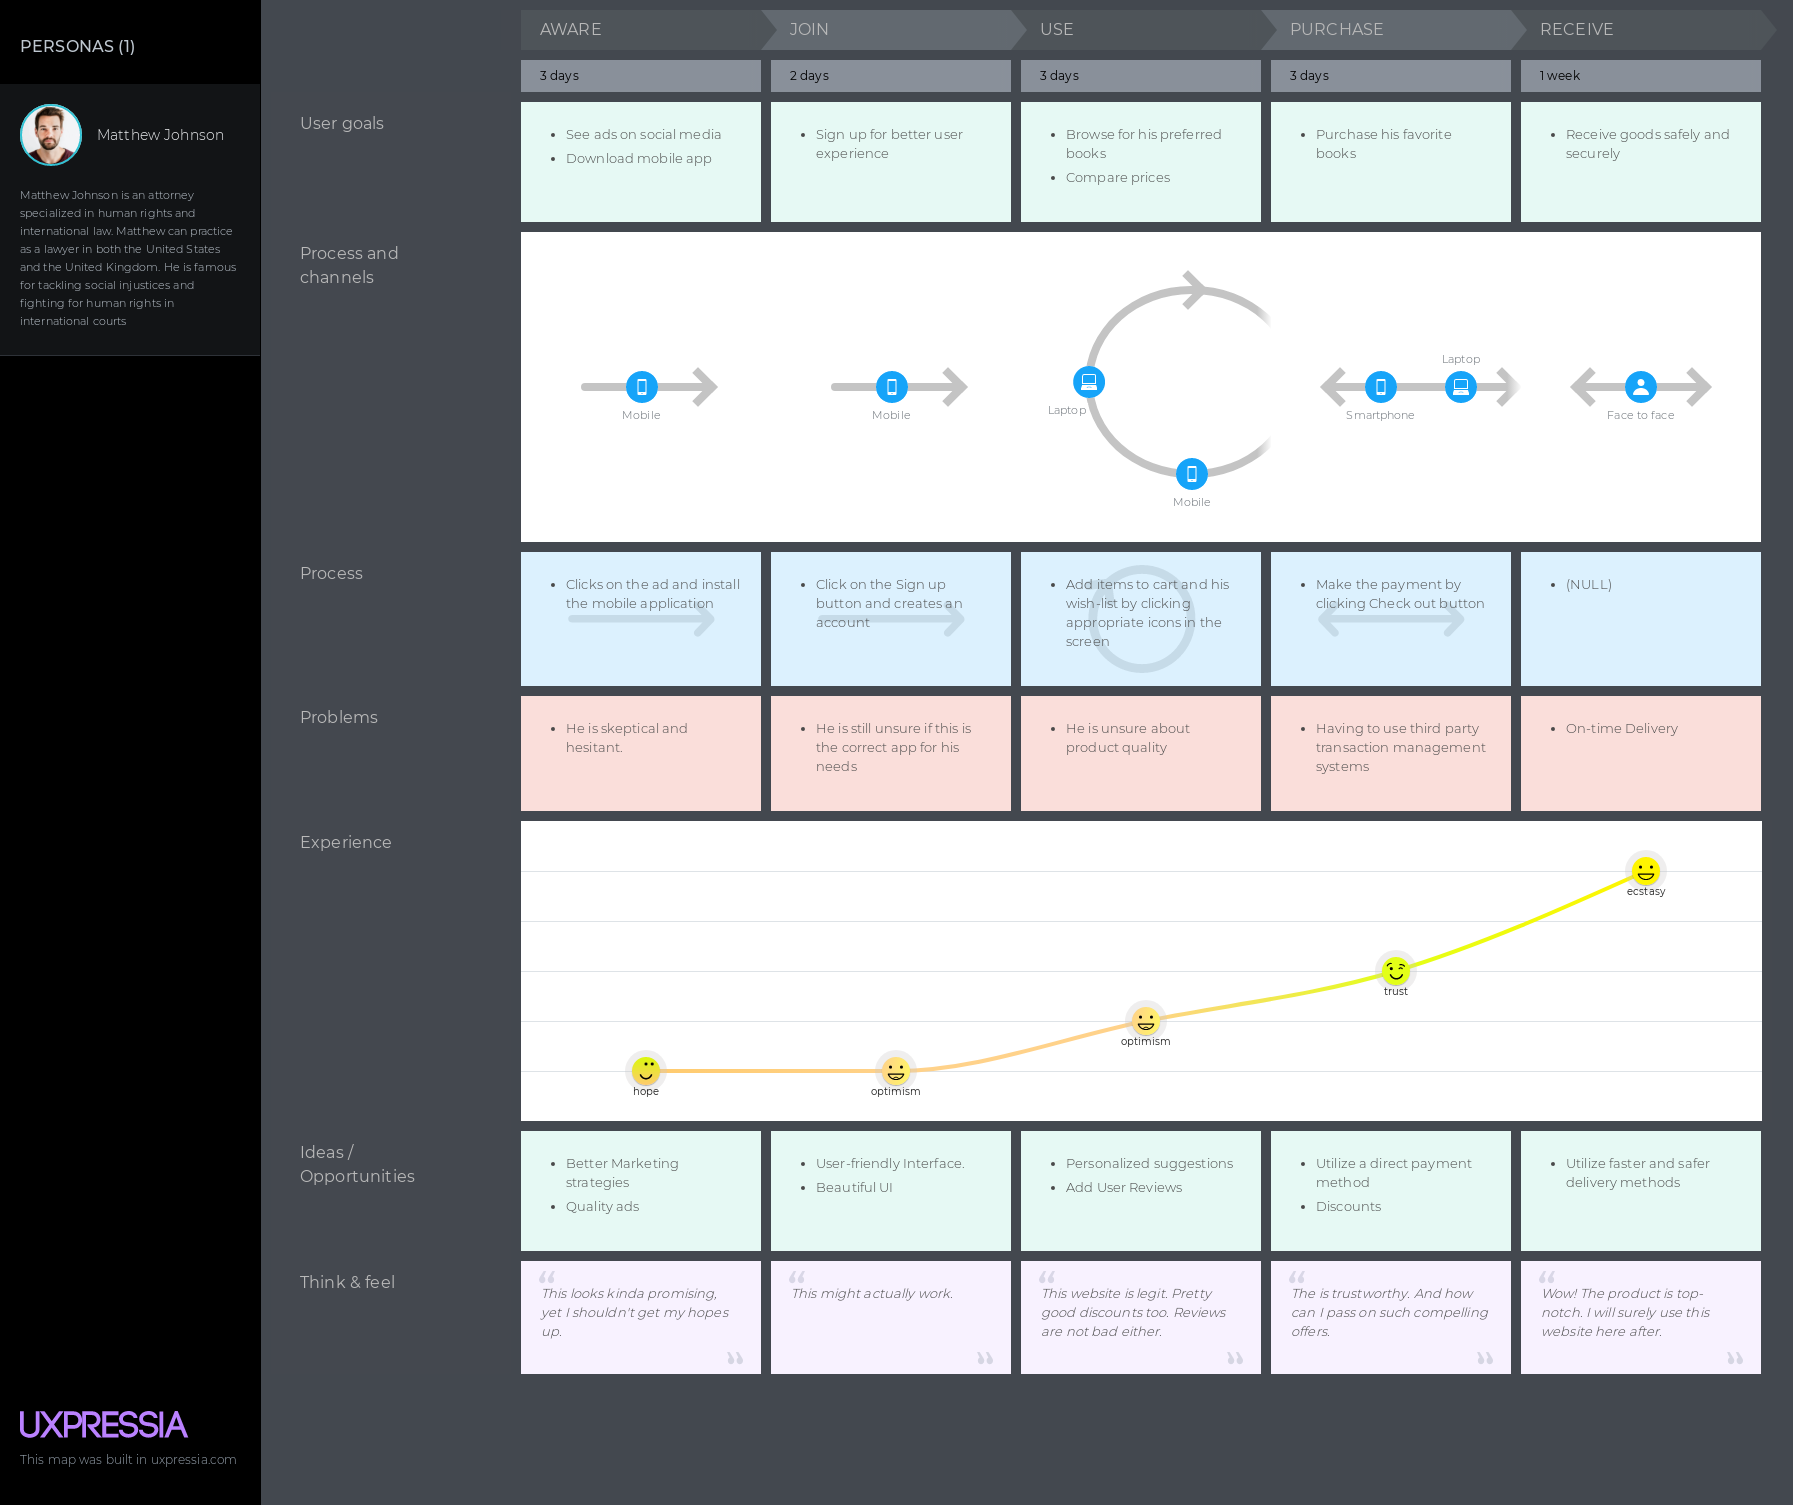 PERSONAS (1)
Matthew Johnson
Matthew Johnson is an attorney
specialized in human rights and
international law. Matthew can practice
as a lawyer in both the United States
and the United Kingdom. He is famous
for tackling social injustices and
fighting for human rights in
international courts
AWARE
JOIN
USE
PURCHASE
RECEIVE
3 days
2 days
3 days
3 days
1 week
User goals
See ads on social media
Download mobile app
Sign up for better user
experience
Browse for his preferred
books
Compare prices
Purchase his favorite
books
Receive goods safely and
securely
Process and
channels
Mobile
Mobile
Laptop
Mobile
Smartphone
Laptop
Face to face
Process
Clicks on the ad and install
the mobile application
Click on the Sign up
button and creates an
account
Add items to cart and his
wish-list by clicking
appropriate icons in the
screen
Make the payment by
clicking Check out button
(NULL)
Problems
He is skeptical and
hesitant.
He is still unsure if this is
the correct app for his
needs
He is unsure about
product quality
Having to use third party
transaction management
systems
On-time Delivery
Experience
hope
optimism
optimism
trust
ecstasy
Ideas /
Opportunities
Better Marketing
strategies
Quality ads
User-friendly Interface.
Beautiful UI
Personalized suggestions
Add User Reviews
Utilize a direct payment
method
Discounts
Utilize faster and safer
delivery methods
Think & feel
“
This looks kinda promising,
yet I shouldn't get my hopes
up.
”
“
This might actually work.
”
“
This website is legit. Pretty
good discounts too. Reviews
are not bad either.
”
“
The is trustworthy. And how
can I pass on such compelling
offers.
”
“
Wow! The product is top-
notch. I will surely use this
website here after.
”
UXPRESSIA
This map was built in uxpressia.com